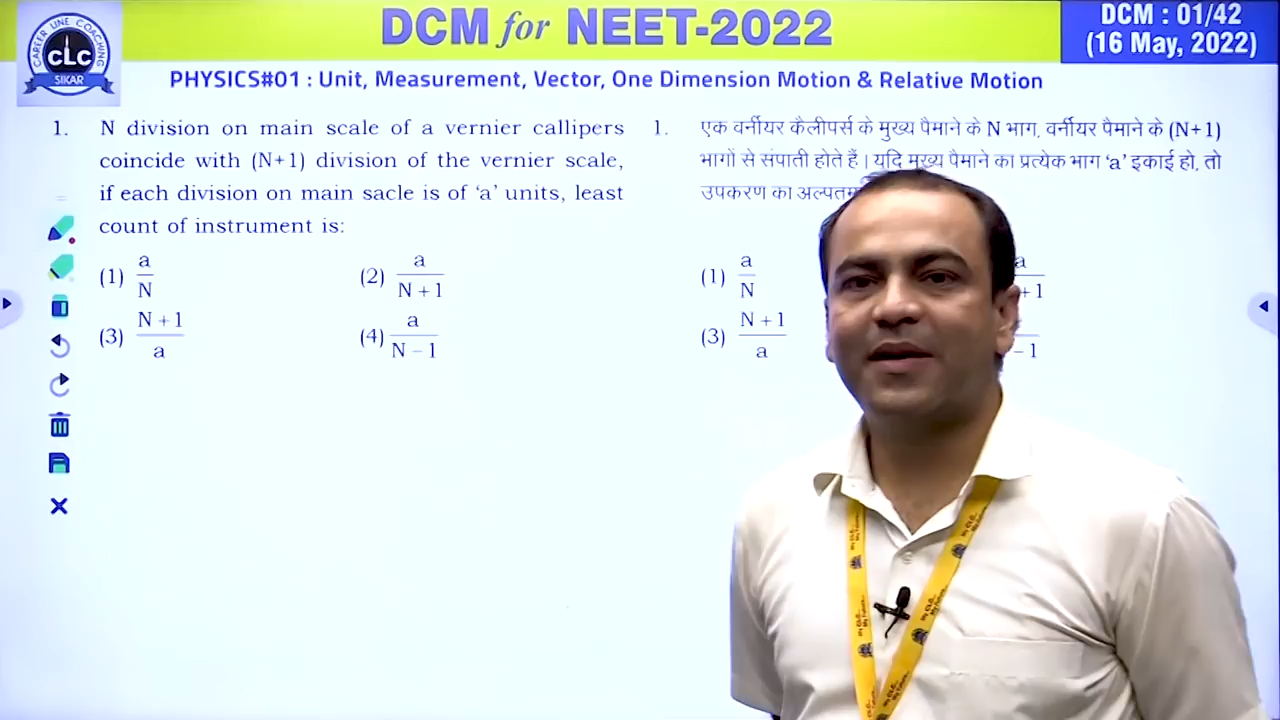 DCM for NEET-2022
DCM : 01/42
(16 May, 2022)
CAREER LINE COACHING
CLC
SIKAR
PHYSICS#01 : Unit, Measurement, Vector, One Dimension Motion & Relative Motion
1. N division on main scale of a vernier callipers
coincide with (N+1) division of the vernier scale,
if each division on main sacle is of ‘a’ units, least
count of instrument is:
(1) a/N (2) a/(N + 1)
(3) (N + 1)/a (4) a/(N – 1)
1. एक वर्नीयर कैलीपर्स के मुख्य पैमाने के N भाग, वर्नीयर पैमाने के (N+1)
भागों से संपाती होते हैं। यदि मुख्य पैमाने का प्रत्येक भाग ‘a’ इकाई हो, तो
उपकरण का
(1) a/N a + 1
(3) (N + 1)/a – 1